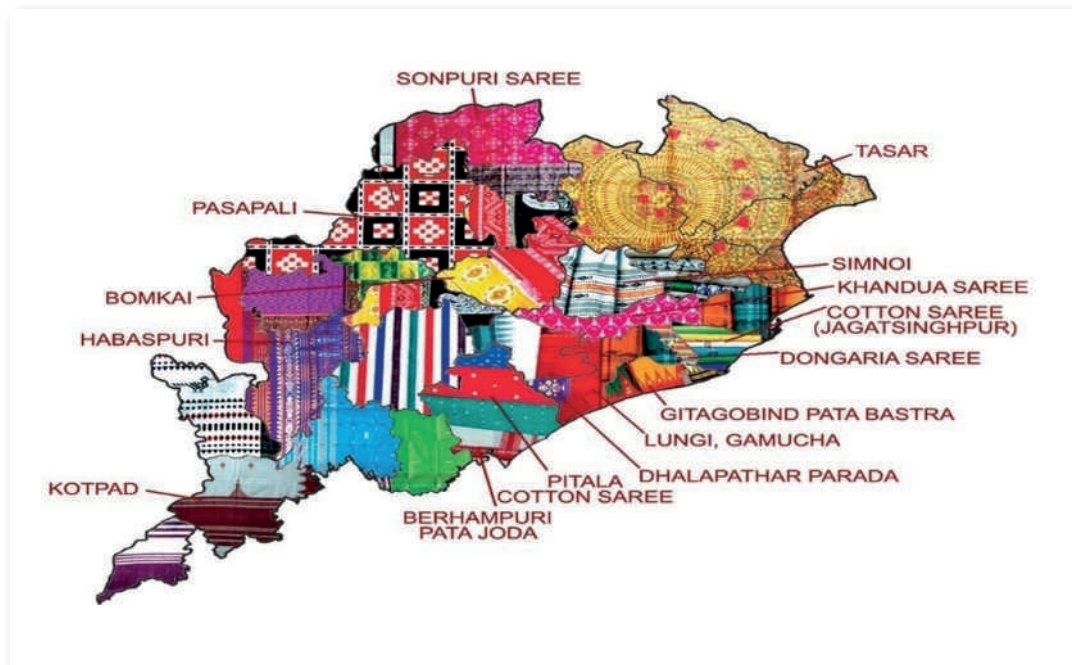 SONPURI SAREE
TASAR
PASAPALI
SIMNOI
BOMKAI
KHANDUA SAREE
COTTON SAREE
(JAGATSINGHPUR)
HABASPURI
DONGARIA SAREE
GITAGOBIND PATA BASTRA
LUNGI, GAMUCHA
DHALAPATHAR PARADA
PITALA
COTTON SAREE
KOTPAD
BERHAMPURI
PATA JODA